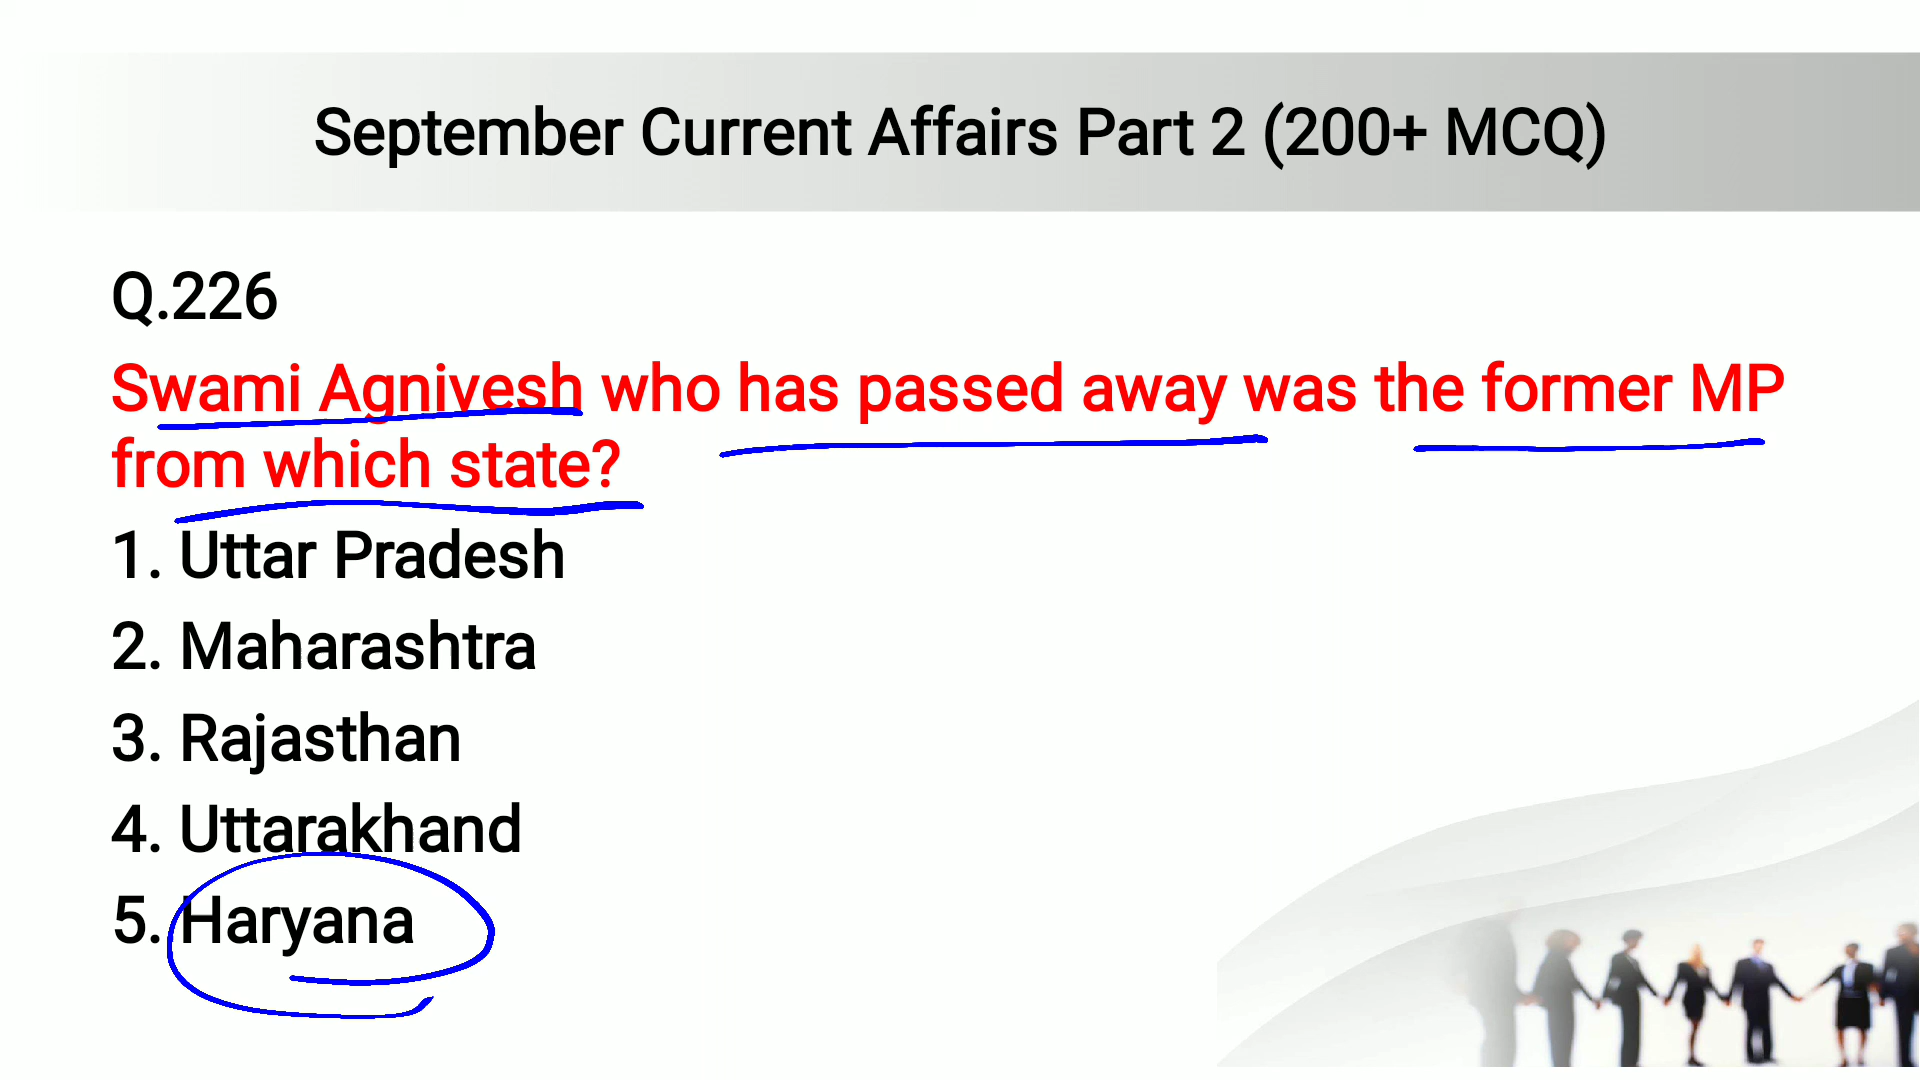 September Current Affairs Part 2 (200+ MCQ)
Q.226
Swami Agnivesh who has passed away was the former MP
from which state?
1. Uttar Pradesh
2. Maharashtra
3. Rajasthan
4. Uttarakhand
5. Haryana